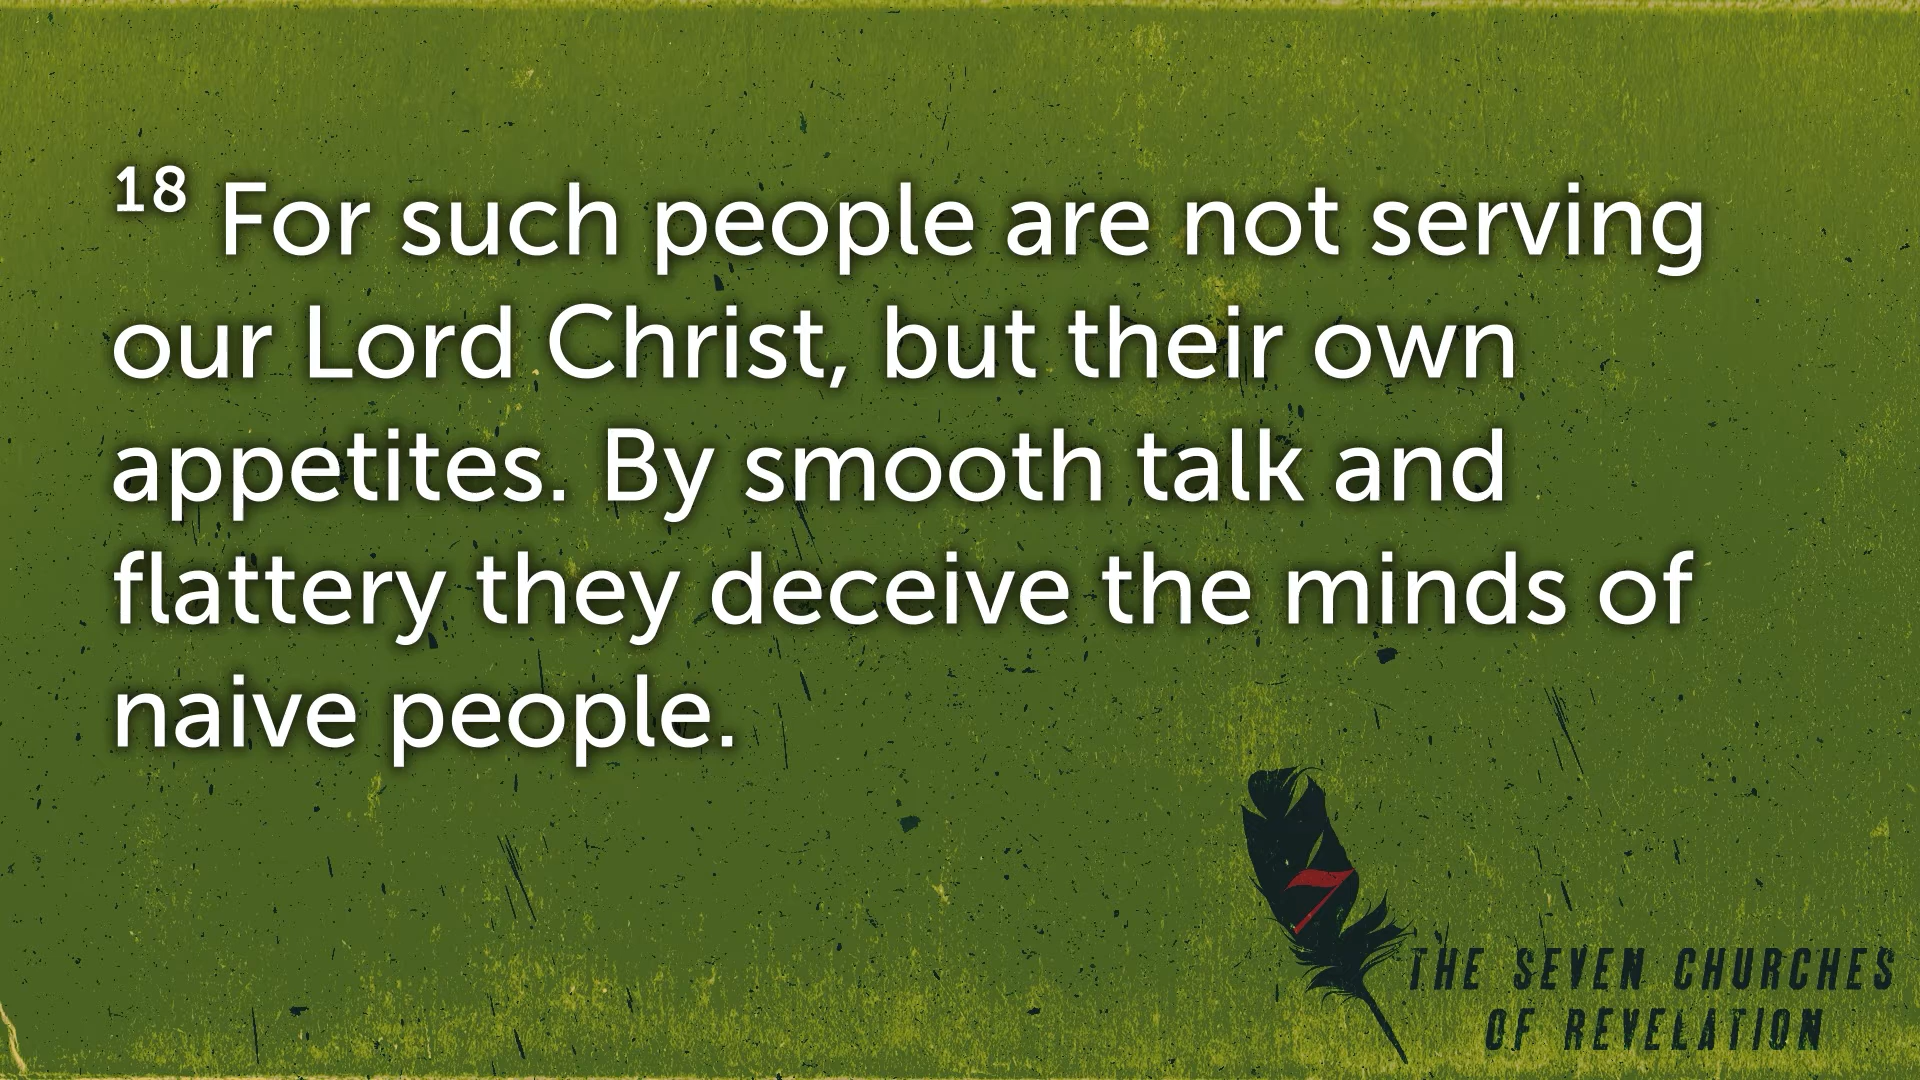 18 For such people are not serving
our Lord Christ, but their own
appetites. By smooth talk and
flattery they deceive the minds of
naive people.
7
THE SEVEN CHURCHES
OF REVELATION